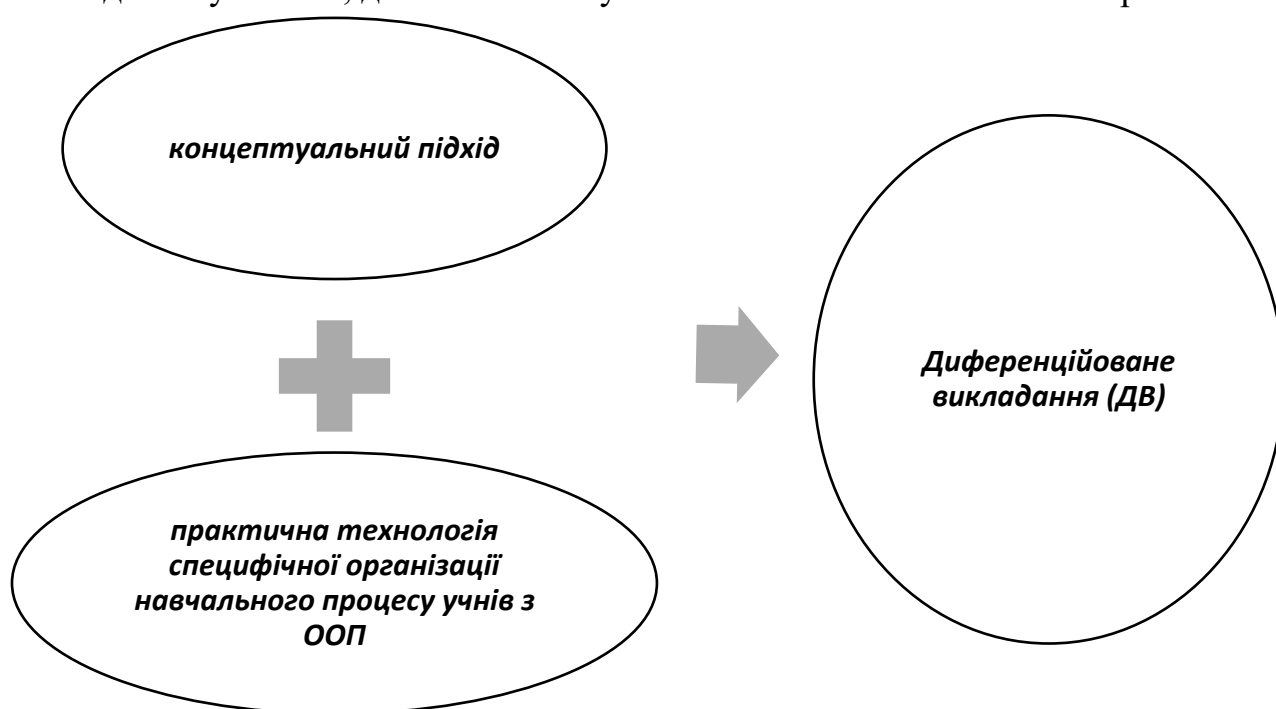 концептуальний підхід
практична технологія
специфічної організації
навчального процесу учнів з
ООП
Диференційоване
викладання (ДВ)